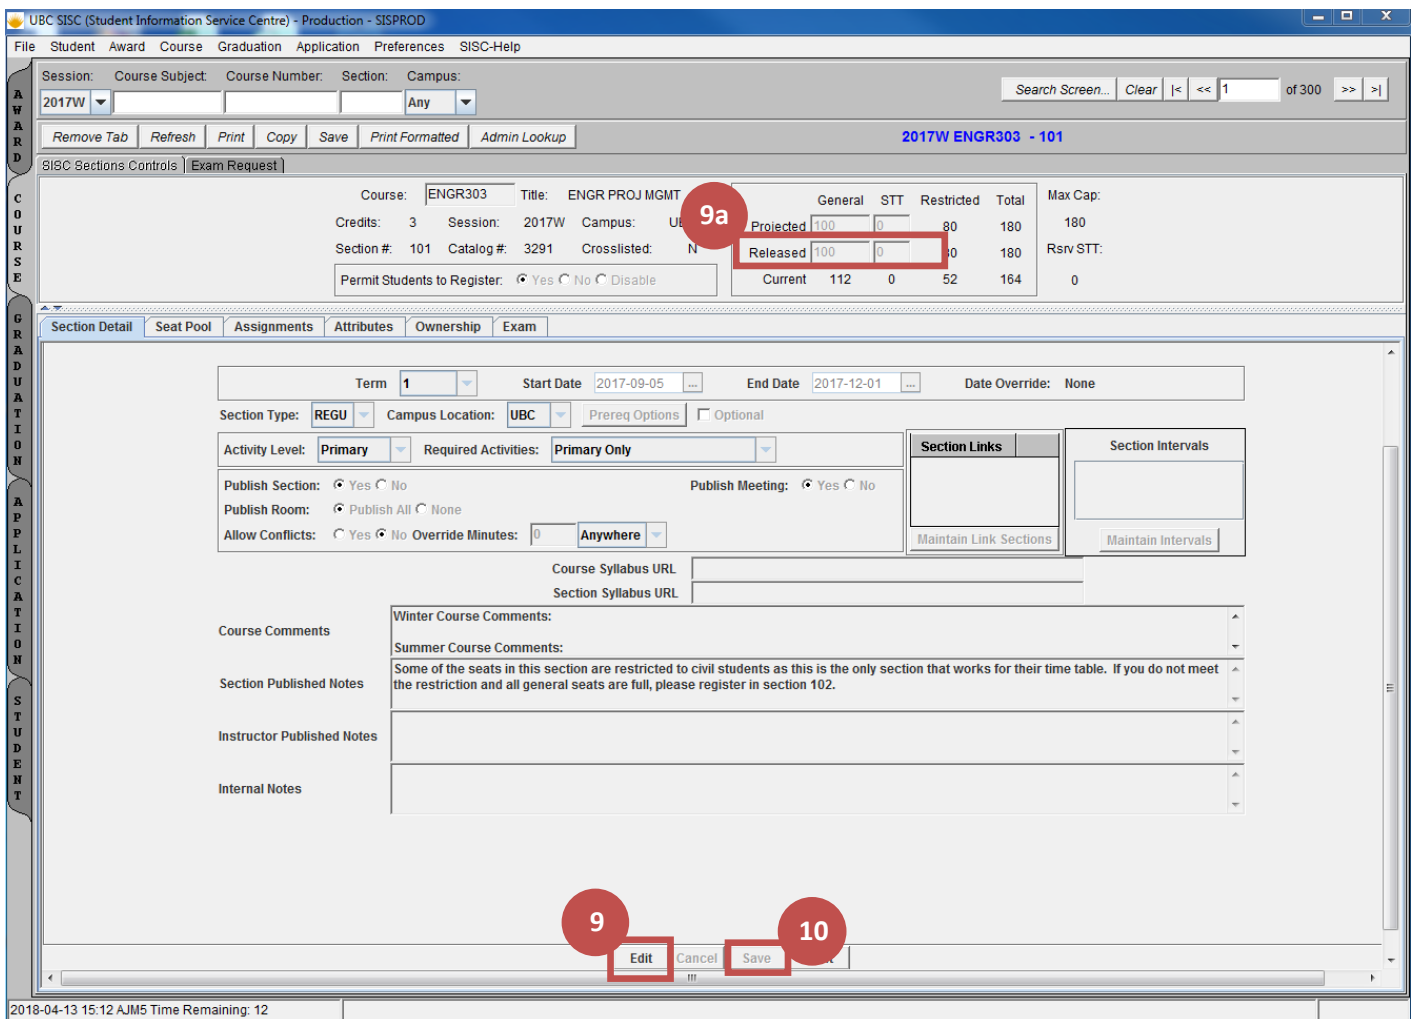 UBC SISC (Student Information Service Centre) - Production - SISPROD
File Student Award Course Graduation Application Preferences SISC-Help
Session: Course Subject: Course Number: Section: Campus:
2017W Any
Search Screen... Clear |< << 1 of 300 >> >|
Remove Tab Refresh Print Copy Save Print Formatted Admin Lookup
2017W ENGR303 - 101
SISC Sections Controls Exam Request
AWARD
COURSE
GRADUATION
APPLICATION
STUDENT
Course: ENGR303 Title: ENGR PROJ MGMT
Credits: 3 Session: 2017W Campus:
Section #: 101 Catalog #: 3291 Crosslisted: N
Permit Students to Register: Yes No Disable
9a
General STT Restricted Total
Projected 100 0 80 180
Released 100 0 180
Current 112 0 52 164
Max Cap:
180
Rsrv STT:
0
Section Detail Seat Pool Assignments Attributes Ownership Exam
Term 1 Start Date 2017-09-05 ... End Date 2017-12-01 ... Date Override: None
Section Type: REGU Campus Location: UBC Prereq Options Optional
Activity Level: Primary Required Activities: Primary Only
Publish Section: Yes No Publish Meeting: Yes No
Publish Room: Publish All None
Allow Conflicts: Yes No Override Minutes: 0 Anywhere
Section Links
Maintain Link Sections
Section Intervals
Maintain Intervals
Course Syllabus URL
Section Syllabus URL
Course Comments
Winter Course Comments:
Summer Course Comments:
Section Published Notes
Some of the seats in this section are restricted to civil students as this is the only section that works for their time table. If you do not meet
the restriction and all general seats are full, please register in section 102.
Instructor Published Notes
Internal Notes
9
10
Edit Cancel Save
2018-04-13 15:12 AJM5 Time Remaining: 12